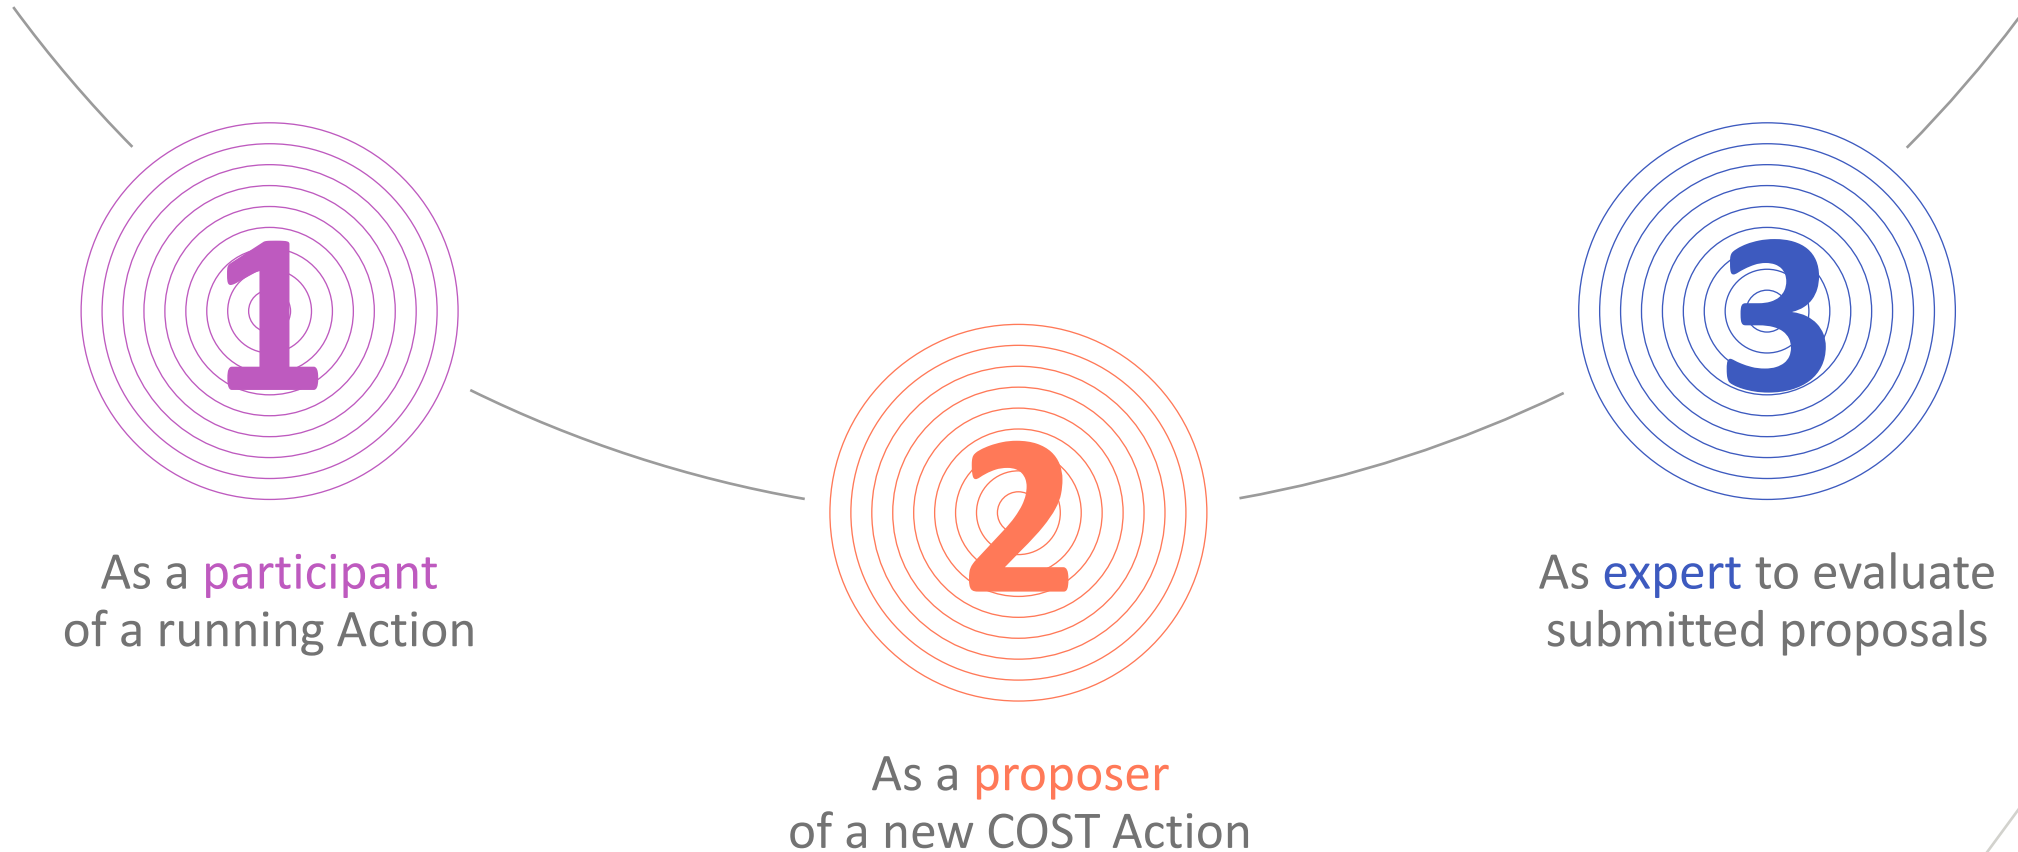 1
As a participant
of a running Action
2
As a proposer
of a new COST Action
3
As expert to evaluate
submitted proposals